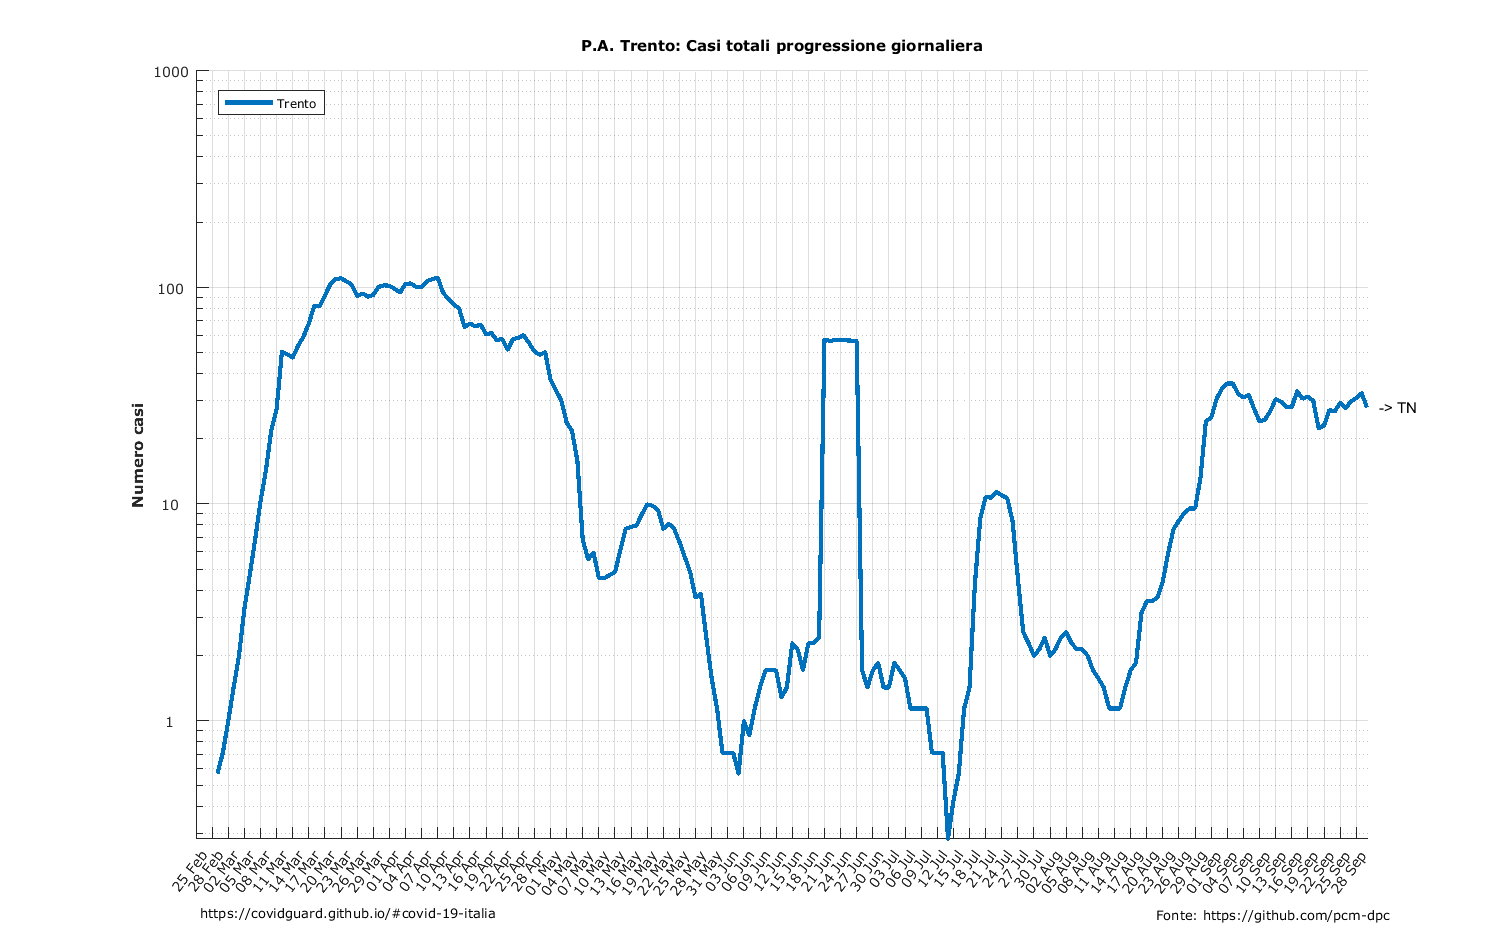 P.A. Trento: Casi totali progressione giornaliera
1000
Trento
100
Numero casi
-> TN
10
1
25 Feb
28 Feb
02 Mar
05 Mar
08 Mar
11 Mar
14 Mar
17 Mar
20 Mar
23 Mar
26 Mar
29 Mar
01 Apr
04 Apr
07 Apr
10 Apr
13 Apr
16 Apr
19 Apr
22 Apr
25 Apr
28 Apr
01 May
04 May
07 May
10 May
13 May
16 May
19 May
22 May
25 May
28 May
31 May
03 Jun
06 Jun
09 Jun
12 Jun
15 Jun
18 Jun
21 Jun
24 Jun
27 Jun
30 Jun
03 Jul
06 Jul
09 Jul
12 Jul
15 Jul
18 Jul
21 Jul
24 Jul
27 Jul
30 Jul
02 Aug
05 Aug
08 Aug
11 Aug
14 Aug
17 Aug
20 Aug
23 Aug
26 Aug
29 Aug
01 Sep
04 Sep
07 Sep
10 Sep
13 Sep
16 Sep
19 Sep
22 Sep
25 Sep
28 Sep
https://covidguard.github.io/#covid-19-italia
Fonte: https://github.com/pcm-dpc